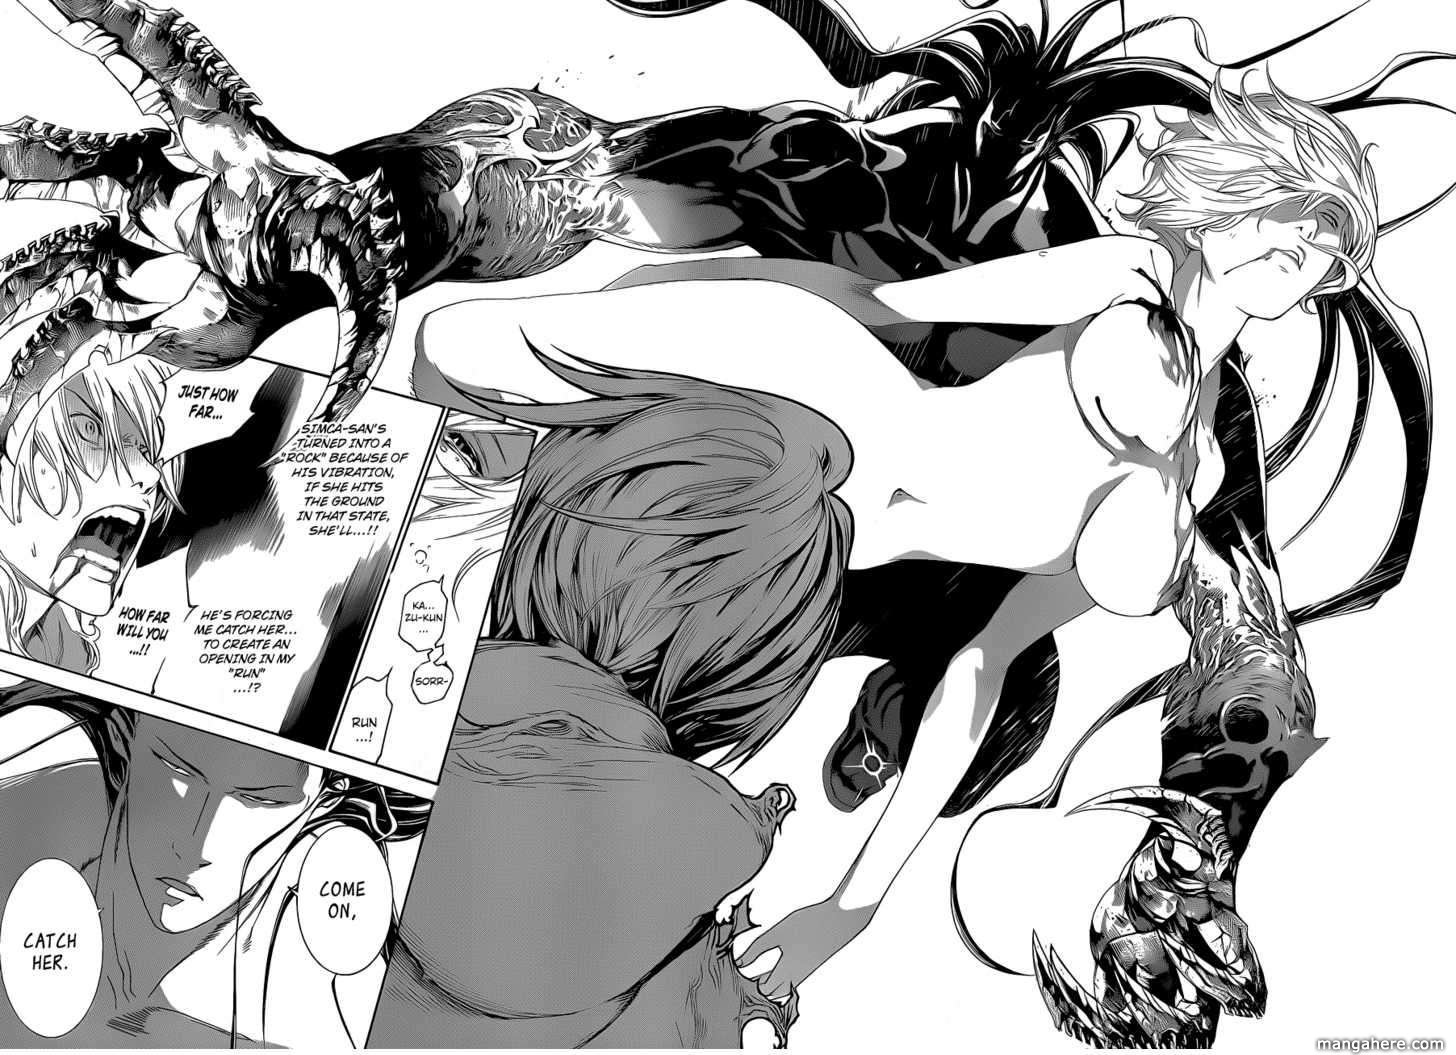 JUST HOW
FAR...
SIMCA-SAN'S
TURNED INTO A
"ROCK" BECAUSE OF
HIS VIBRATION,
IF SHE HITS
THE GROUND
IN THAT STATE,
SHE'LL...!!
HE'S FORCING
ME CATCH HER...
TO CREATE AN
OPENING IN MY
"RUN"
...!?
HOW FAR
WILL YOU
...!!
KA...
ZU-KUN
...
SORR-
RUN
...!
COME
ON,
CATCH
HER.
mangahere.com